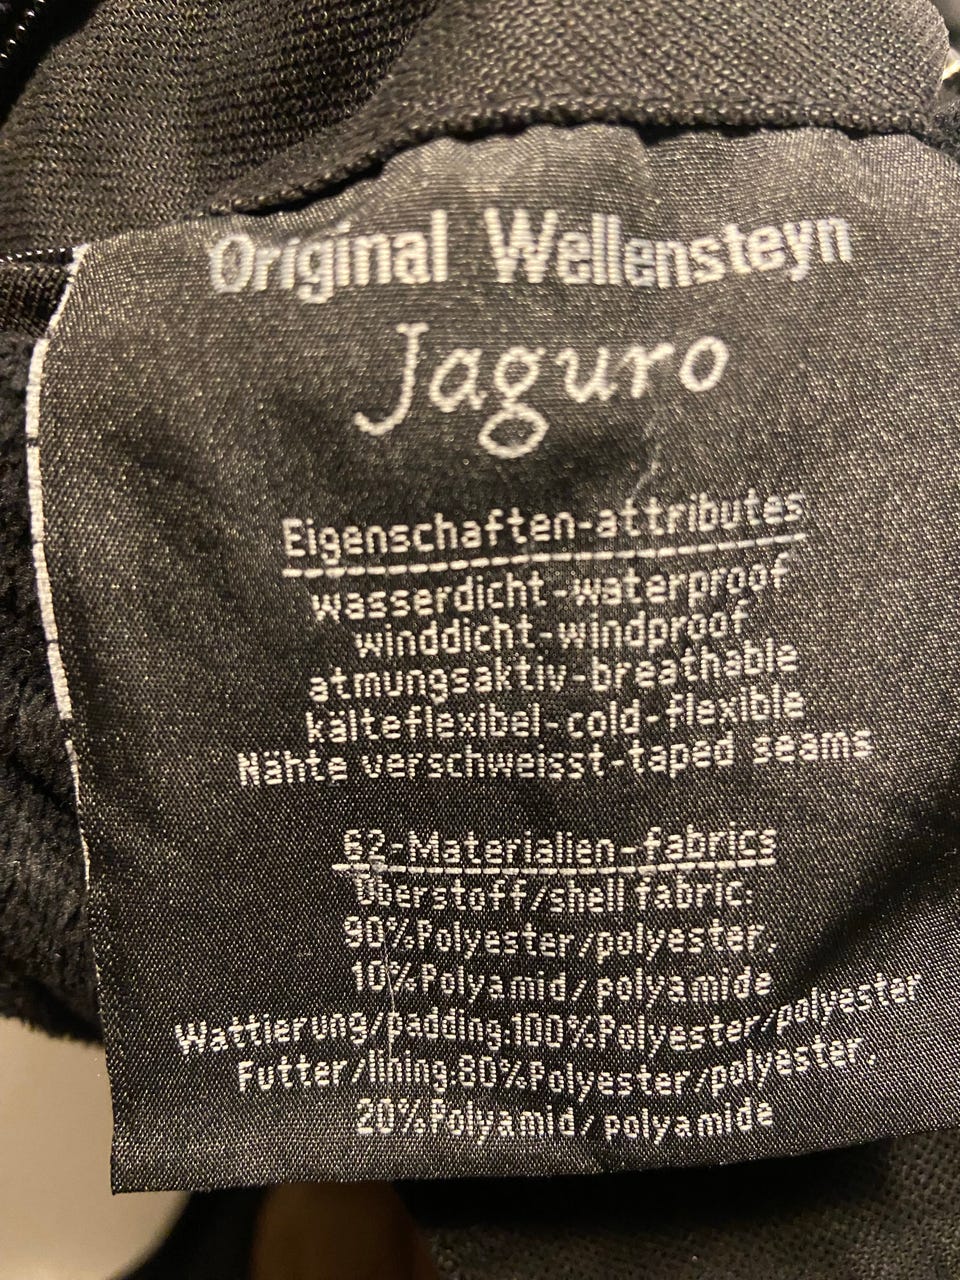 Original Wellensteyn
Jaguro
Eigenschaften-attributes
wasserdicht-waterproof
winddicht-windproof
atmungsaktiv-breathable
kälteflexibel-cold-flexible
Nähte verschweisst-taped seams
62-Materialien-fabrics
Oberstoff/shell fabric:
90%Polyester/polyester,
10%Polyamid/polyamide
Wattierung/padding:100%Polyester/polyester
Futter/lining:80%Polyester/polyester,
20%Polyamid/polyamide